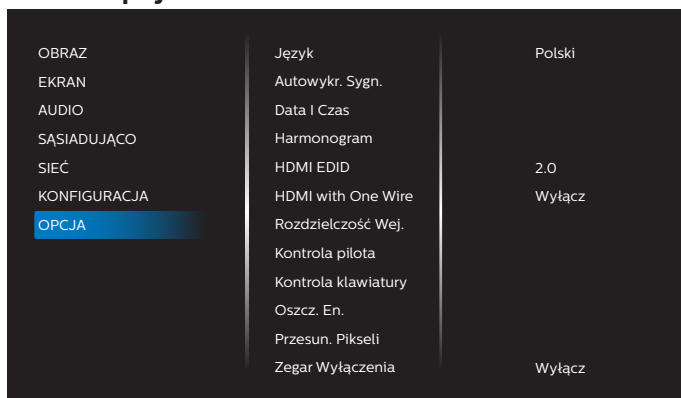 OBRAZ
EKRAN
AUDIO
SĄSIADUJĄCO
SIEĆ
KONFIGURACJA
OPCJA
Język Polski
Autowykr. Sygn.
Data I Czas
Harmonogram
HDMI EDID 2.0
HDMI with One Wire Wyłącz
Rozdzielczość Wej.
Kontrola pilota
Kontrola klawiatury
Oszcz. En.
Przesun. Pikseli
Zegar Wyłączenia Wyłącz